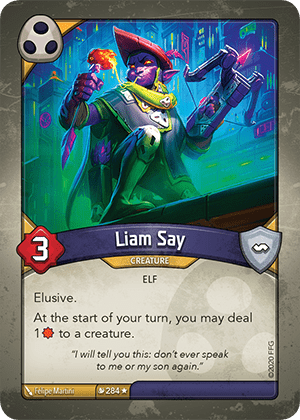 3
Liam Say
CREATURE
ELF
Elusive.
At the start of your turn, you may deal
1 to a creature.
“I will tell you this: don't ever speak
to me or my son again.”
Felipe Martini
284
©2020 FFG